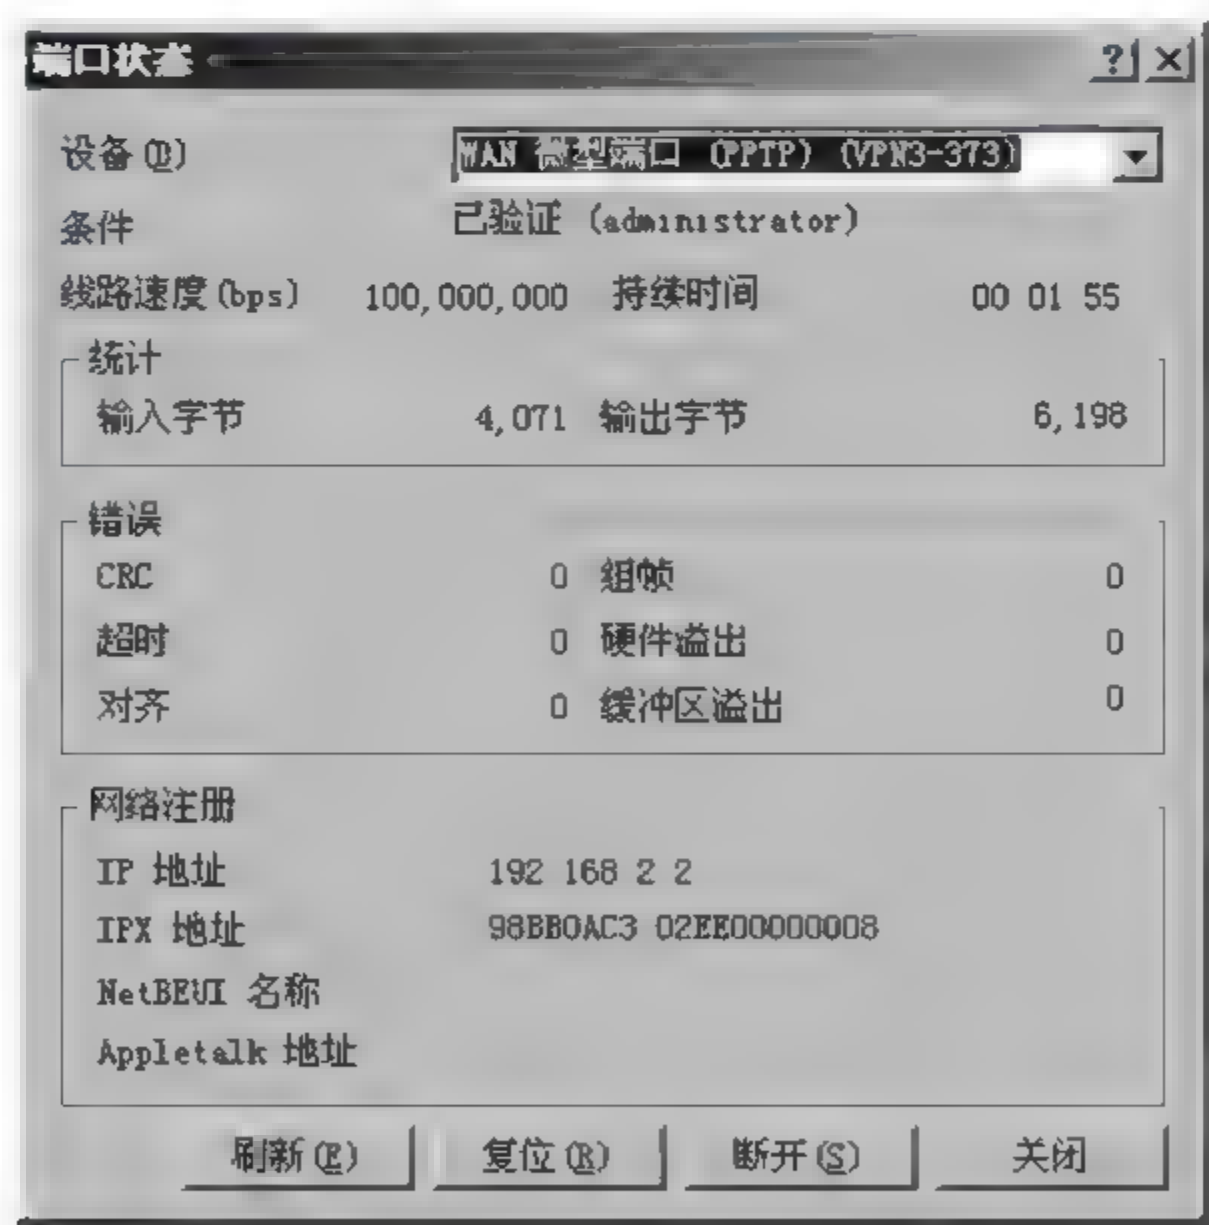 端口状态
设备(D) WAN 微型端口 (PPTP) (VPN3-373)
条件 已验证 (administrator)
线路速度(bps) 100,000,000 持续时间 00 01 55
统计
输入字节 4,071 输出字节 6,198
错误
CRC 0 组帧 0
超时 0 硬件溢出 0
对齐 0 缓冲区溢出 0
网络注册
IP 地址 192 168 2 2
IPX 地址 98BB0AC3 02EE00000008
NetBEUI 名称
Appletalk 地址
刷新(E) 复位(R) 断开(S) 关闭